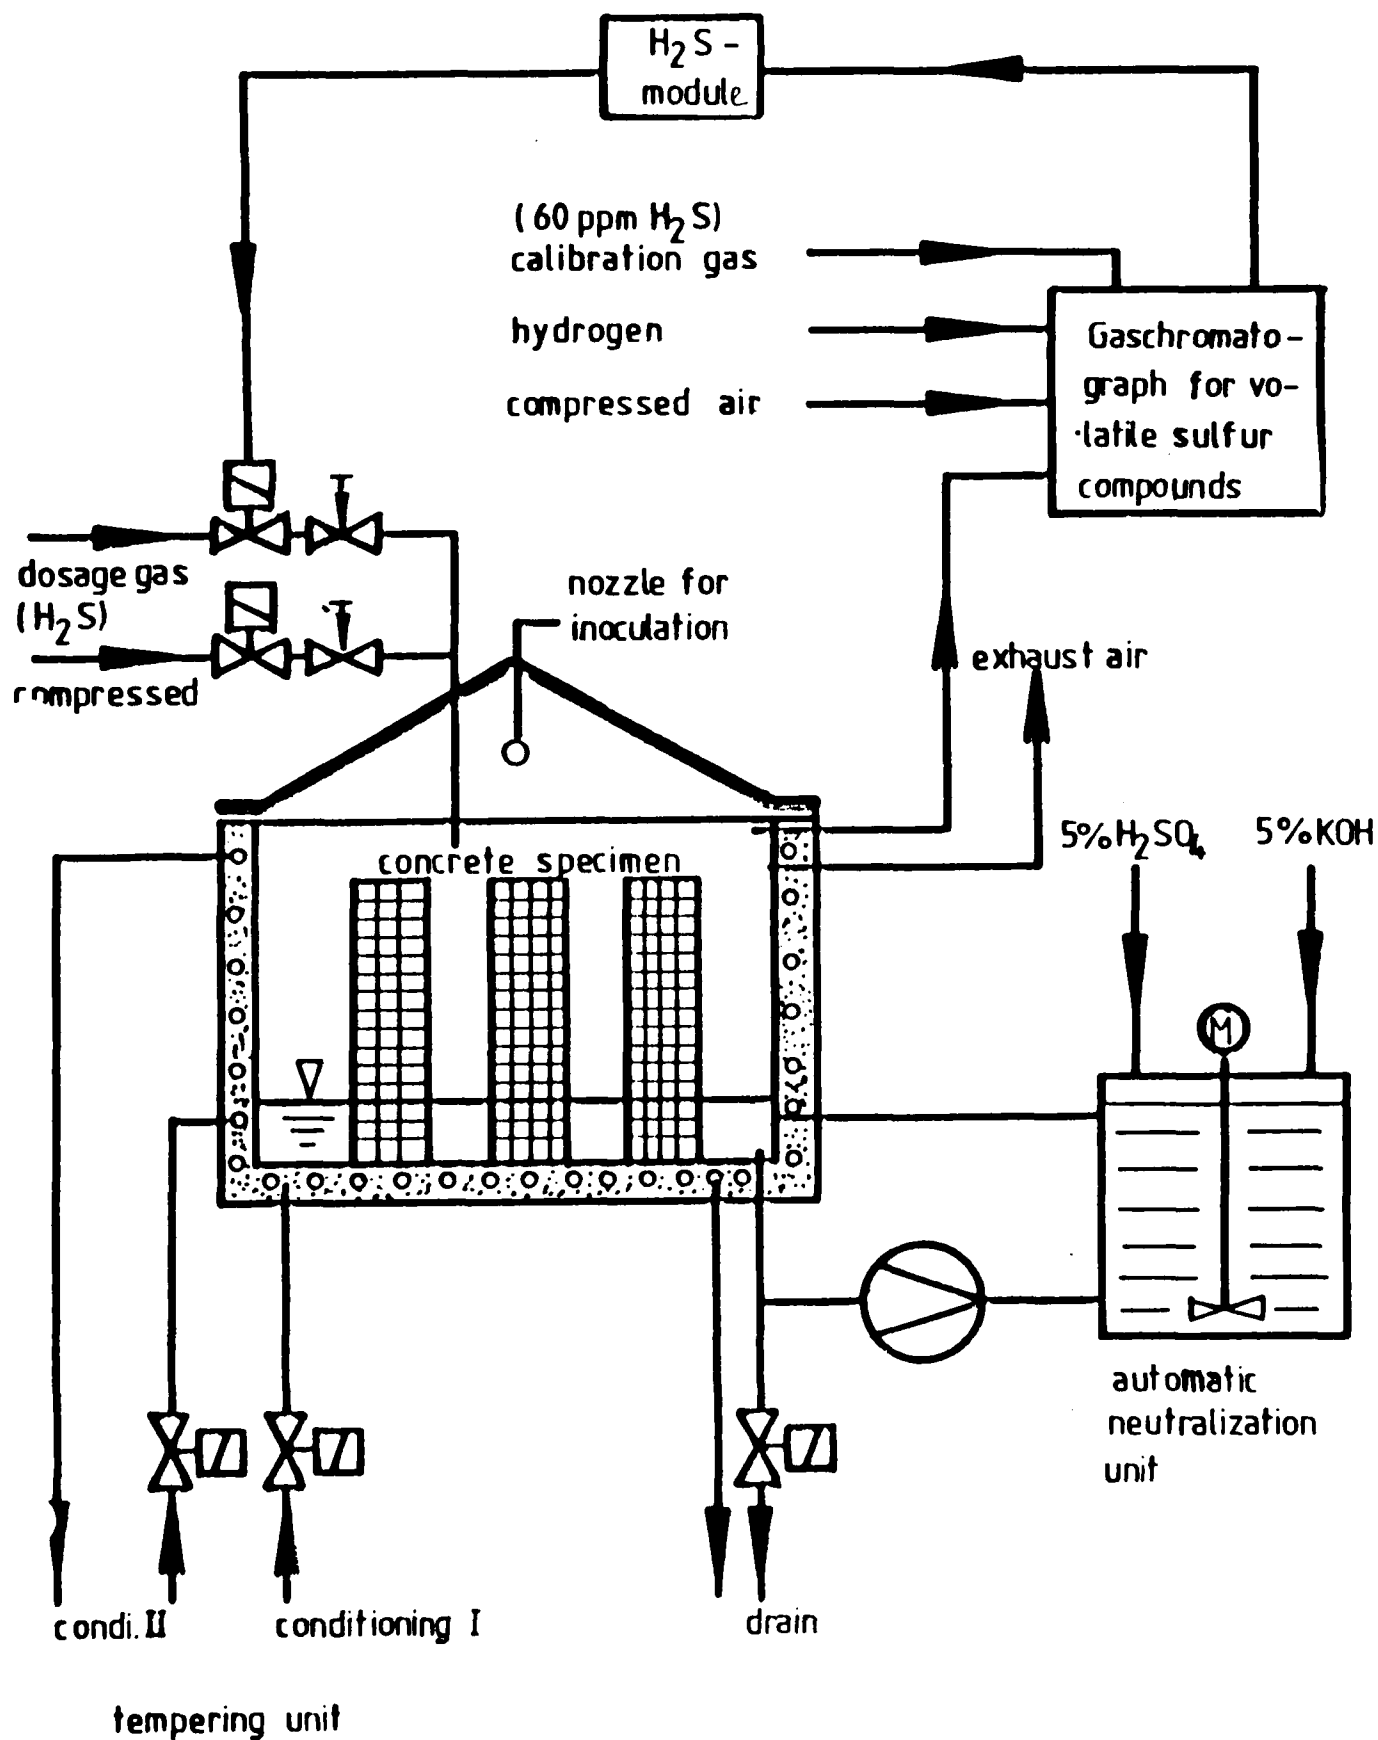 H2S-
module
(60 ppm H2S)
calibration gas
hydrogen
compressed air
Gaschromato-
graph for vo-
latile sulfur
compounds
dosage gas
(H2S)
compressed
nozzle for
inoculation
exhaust air
concrete specimen
5%H2SO4
5%KOH
M
automatic
neutralization
unit
condi. II
conditioning I
drain
tempering unit